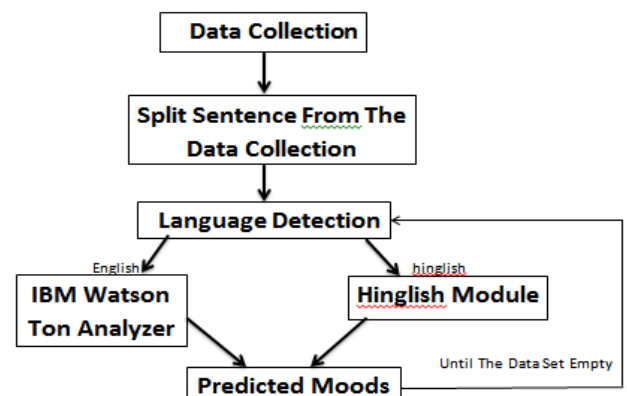 Data Collection
Split Sentence From The
Data Collection
Language Detection
English
hinglish
IBM Watson
Ton Analyzer
Hinglish Module
Until The Data Set Empty
Predicted Moods